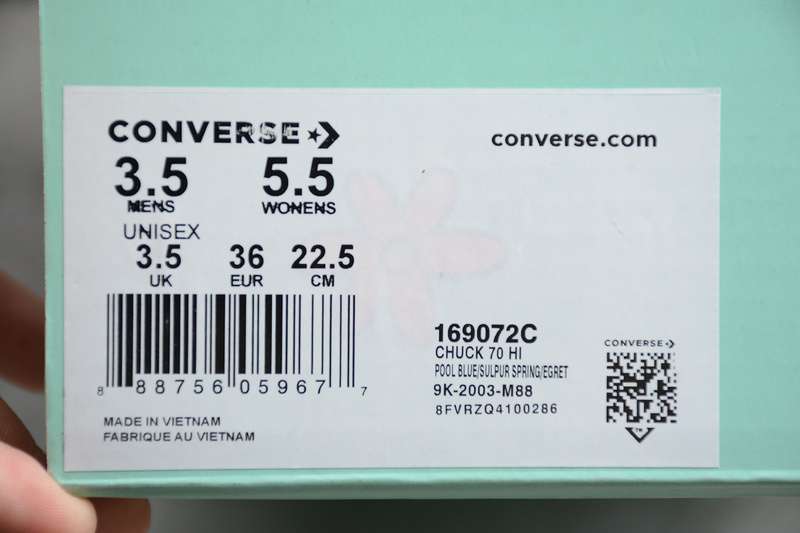 CONVERSE
converse.com
3.5 5.5
MENS WONENS
UNISEX
3.5 36 22.5
UK EUR CM
8 88756 05967 7
MADE IN VIETNAM
FABRIQUE AU VIETNAM
169072C
CHUCK 70 HI
POOL BLUE/SULPUR SPRING/EGRET
9K-2003-M88
8FVRZQ4100286
CONVERSE